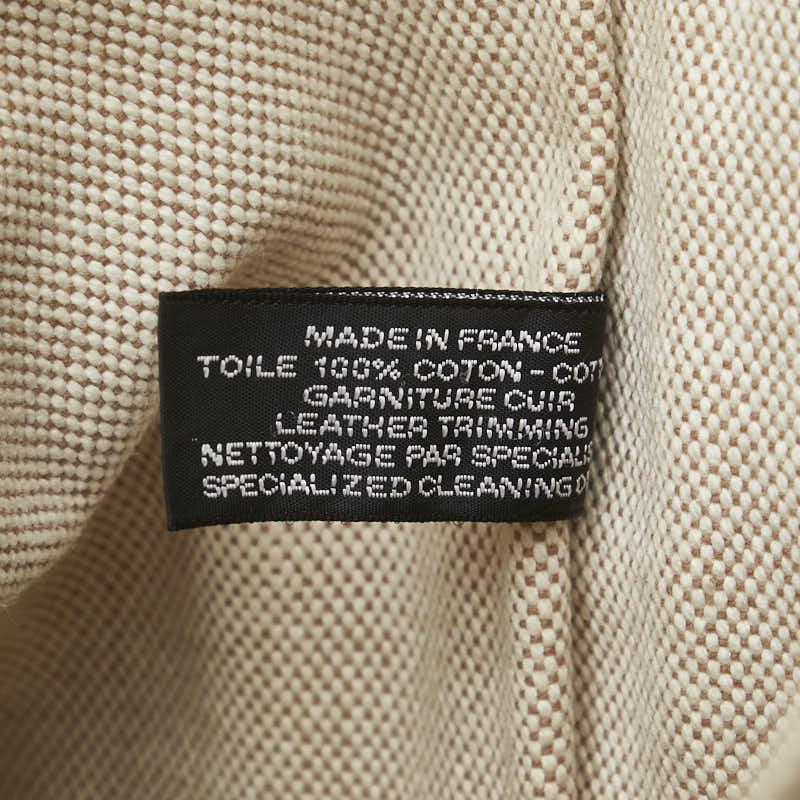 MADE IN FRANCE
TOILE 100% COTON -
GARNITURE CUIR
LEATHER TRIMMING
NETTOYAGE PAR
SPECIALIZED CLEANING